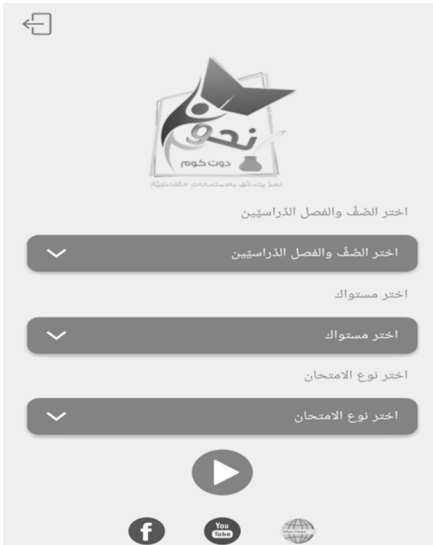 نحو
دوت كوم
اختر الصّفّ والفصل الدّراسيّين
اختر الصّفّ والفصل الدّراسيّين
اختر مستواك
اختر مستواك
اختر نوع الامتحان
اختر نوع الامتحان
f
You
Tube